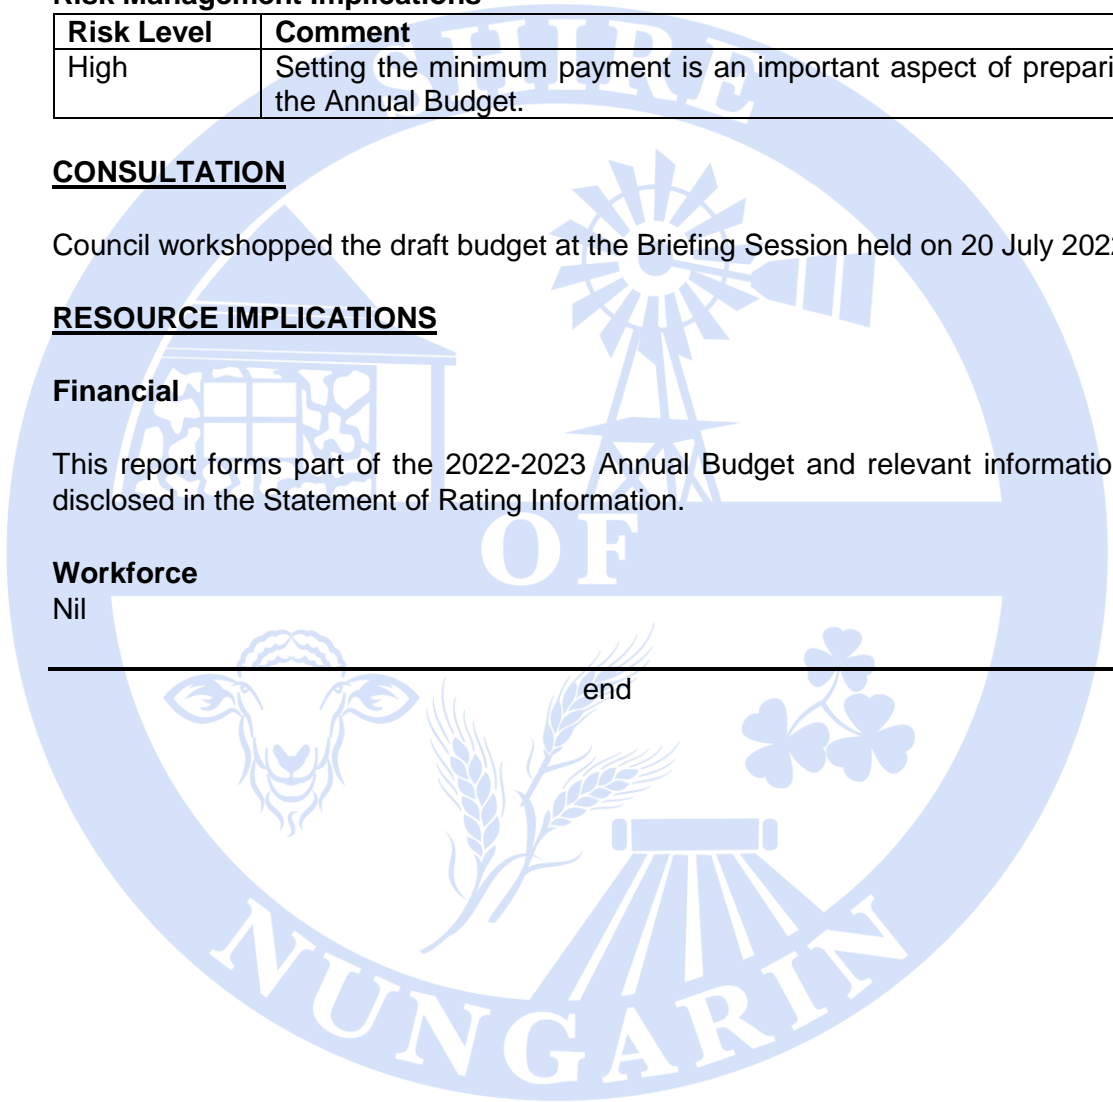 Risk Management Implications
Risk Level Comment
High Setting the minimum payment is an important aspect of
the Annual Budget.
CONSULTATION
Council workshopped the draft budget at the Briefing Session held on 20 July
RESOURCE IMPLICATIONS
Financial
This report forms part of the 2022-2023 Annual Budget and relevant
disclosed in the Statement of Rating Information.
Workforce
Nil
end
SHIRE
OF
NUNGARIN